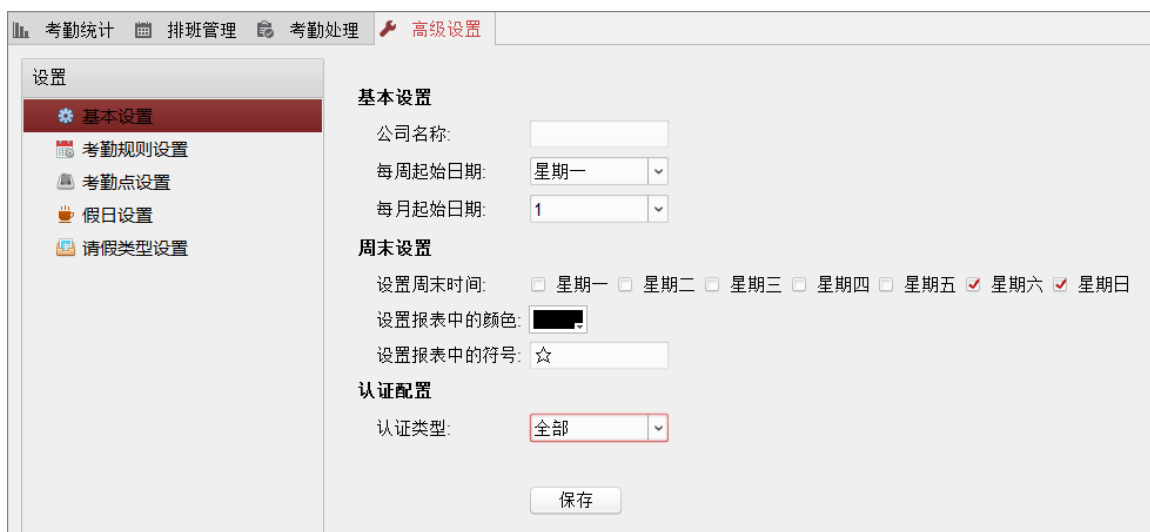 考勤统计 排班管理 考勤处理 高级设置
设置
基本设置
考勤规则设置
考勤点设置
假日设置
请假类型设置
基本设置
公司名称:
每周起始日期: 星期一
每月起始日期: 1
周末设置
设置周末时间: 星期一 星期二 星期三 星期四 星期五 星期六 星期日
设置报表中的颜色:
设置报表中的符号: ☆
认证配置
认证类型: 全部
保存